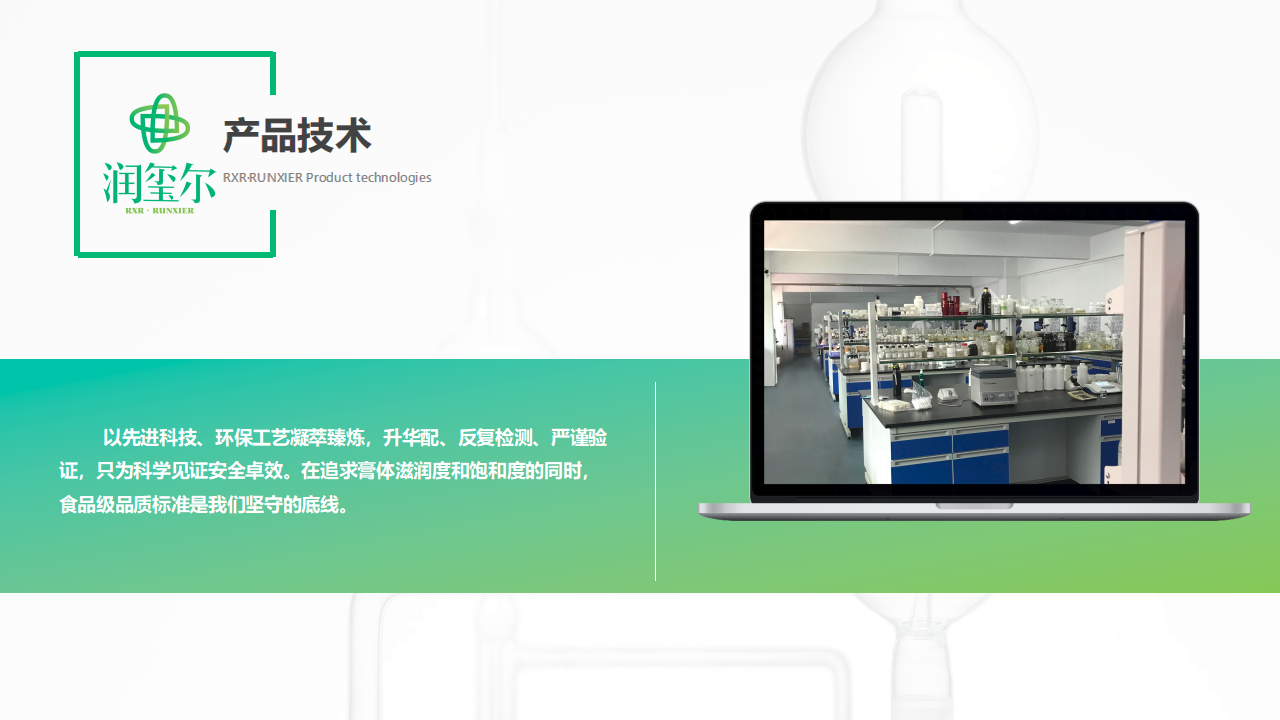 产品技术
润玺尔
RXR·RUNXIER Product technologies
RXR · RUNXIER
以先进科技、环保工艺凝萃臻炼，升华配、反复检测、严谨验
证，只为科学见证安全卓效。在追求膏体滋润度和饱和度的同时，
食品级品质标准是我们坚守的底线。